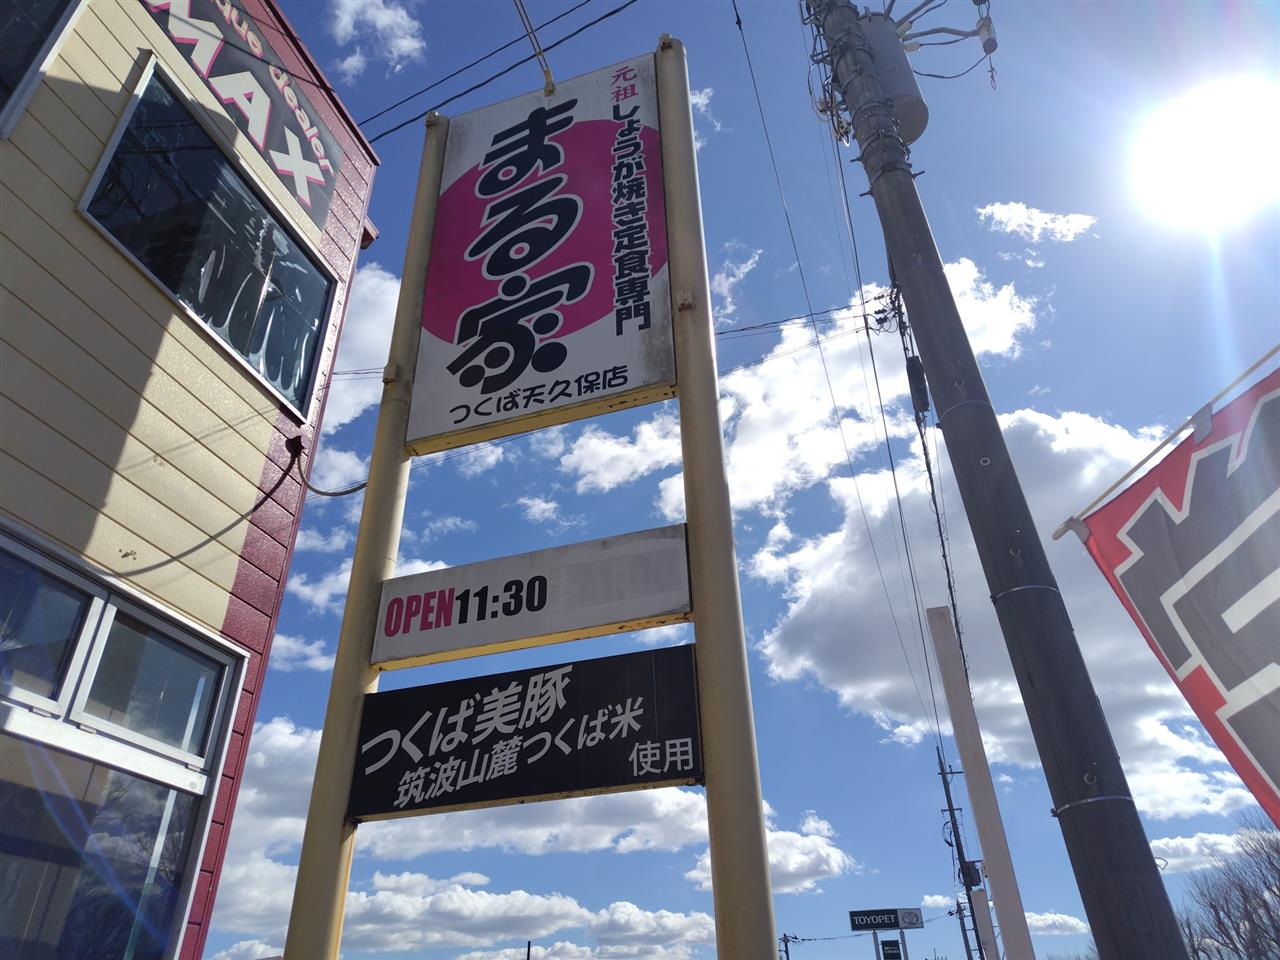 que dealer
MAX
元祖しょうが焼き定食専門
まる家
つくば天久保店
OPEN11:30
つくば美豚
筑波山麓つくば米
使用
TOYOPET